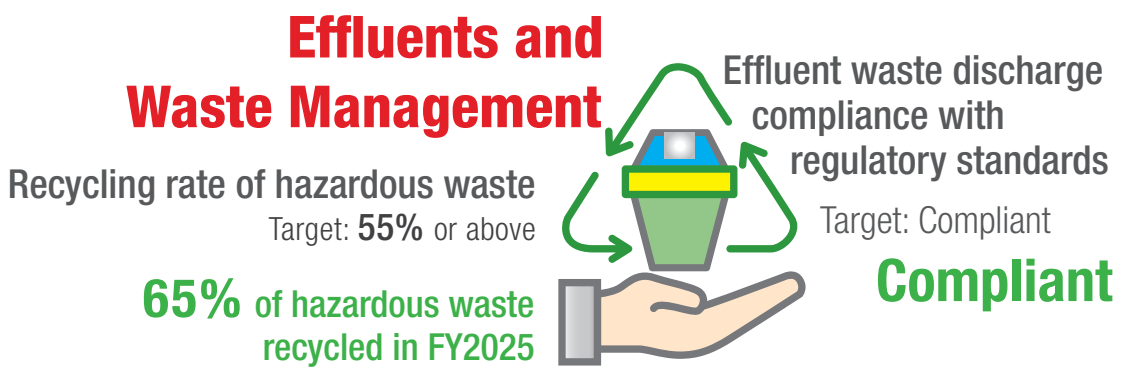 Effluents and
Waste Management
Recycling rate of hazardous waste
Target: 55% or above
65% of hazardous waste
recycled in FY2025
Effluent waste discharge
compliance with
regulatory standards
Target: Compliant
Compliant